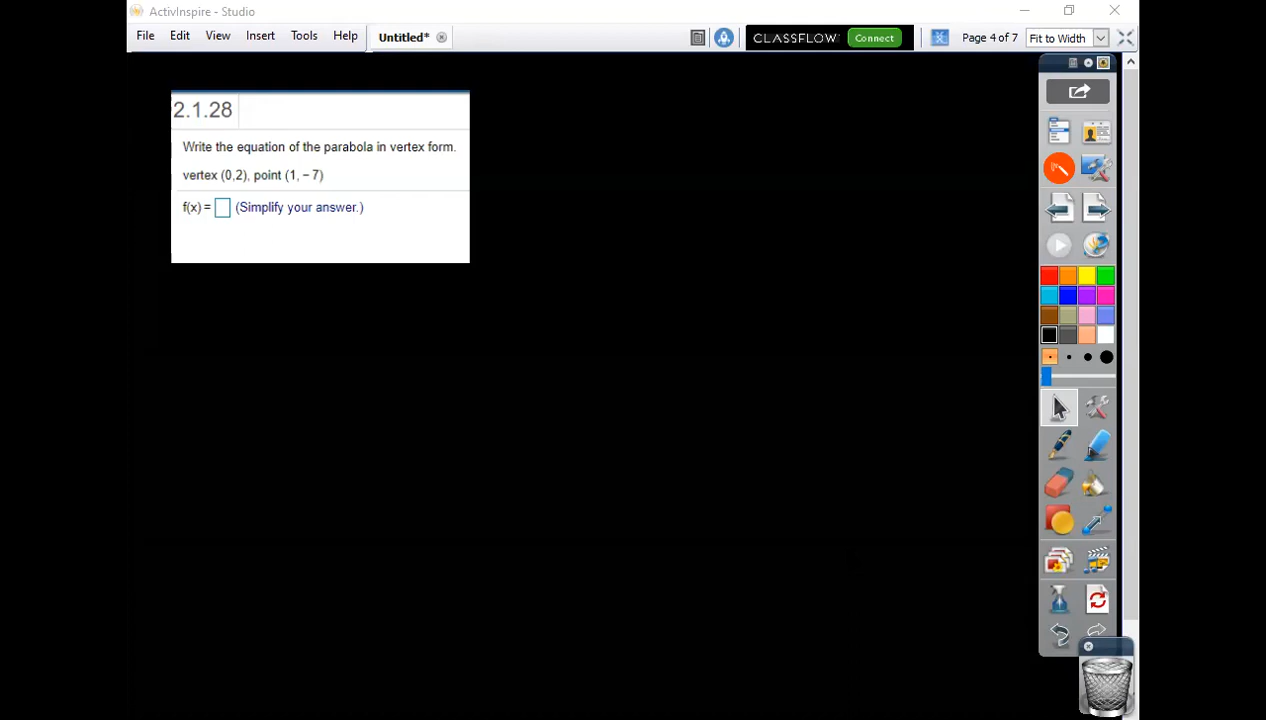 ActivInspire - Studio
File Edit View Insert Tools Help Untitled* CLASSFLOW Connect Page 4 of 7 Fit to Width
2.1.28
Write the equation of the parabola in vertex form.
vertex (0,2), point (1, − 7)
f(x) = (Simplify your answer.)